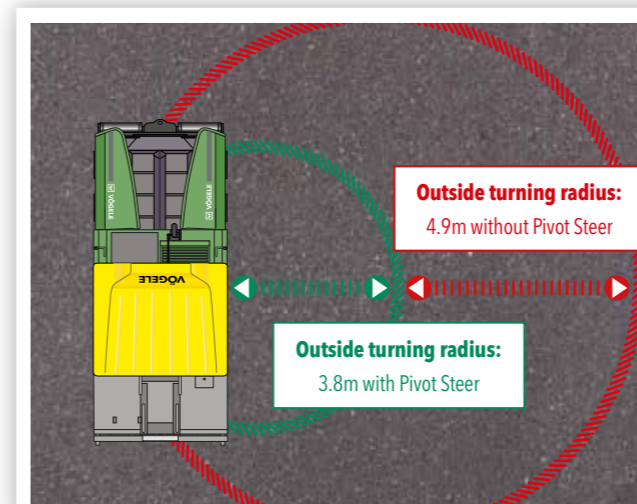 VÖGELE
VÖGELE
VÖGELE
Outside turning radius:
4.9m without Pivot Steer
Outside turning radius:
3.8m with Pivot Steer